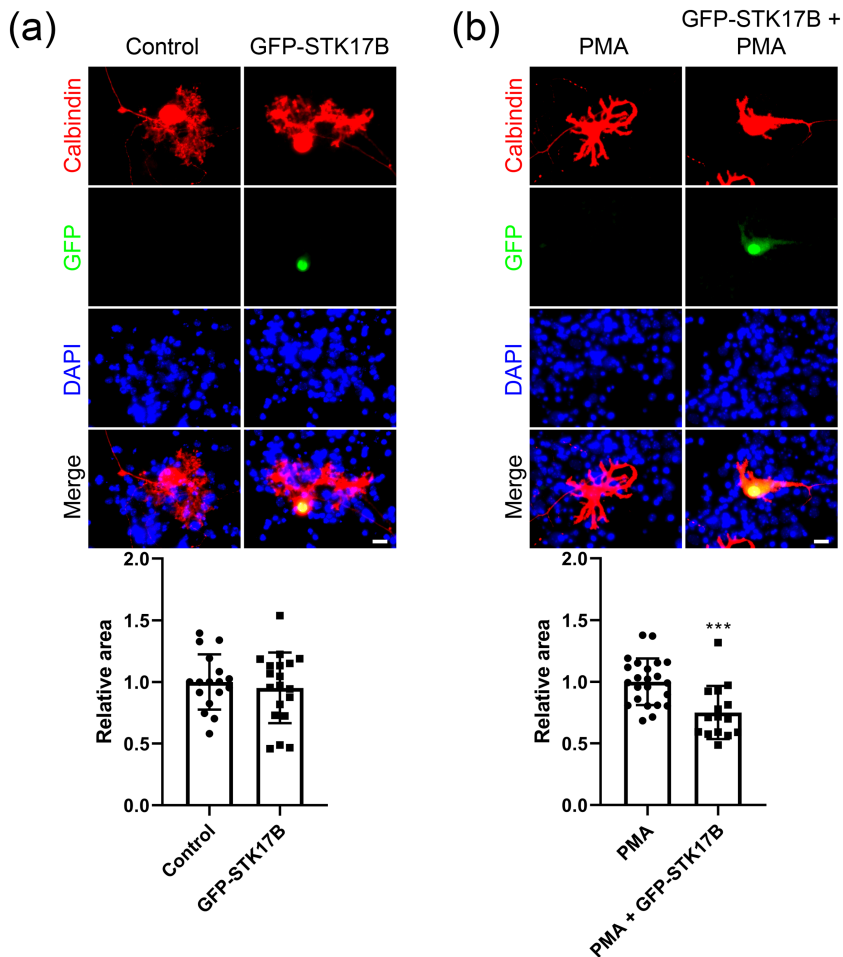 (a)
Control
GFP-STK17B
Calbindin
GFP
DAPI
Merge
Relative area
2.0
1.5
1.0
0.5
0.0
Control
GFP-STK17B
(b)
PMA
GFP-STK17B +
PMA
Calbindin
GFP
DAPI
Merge
Relative area
2.0
1.5
1.0
0.5
0.0
***
PMA
PMA + GFP-STK17B